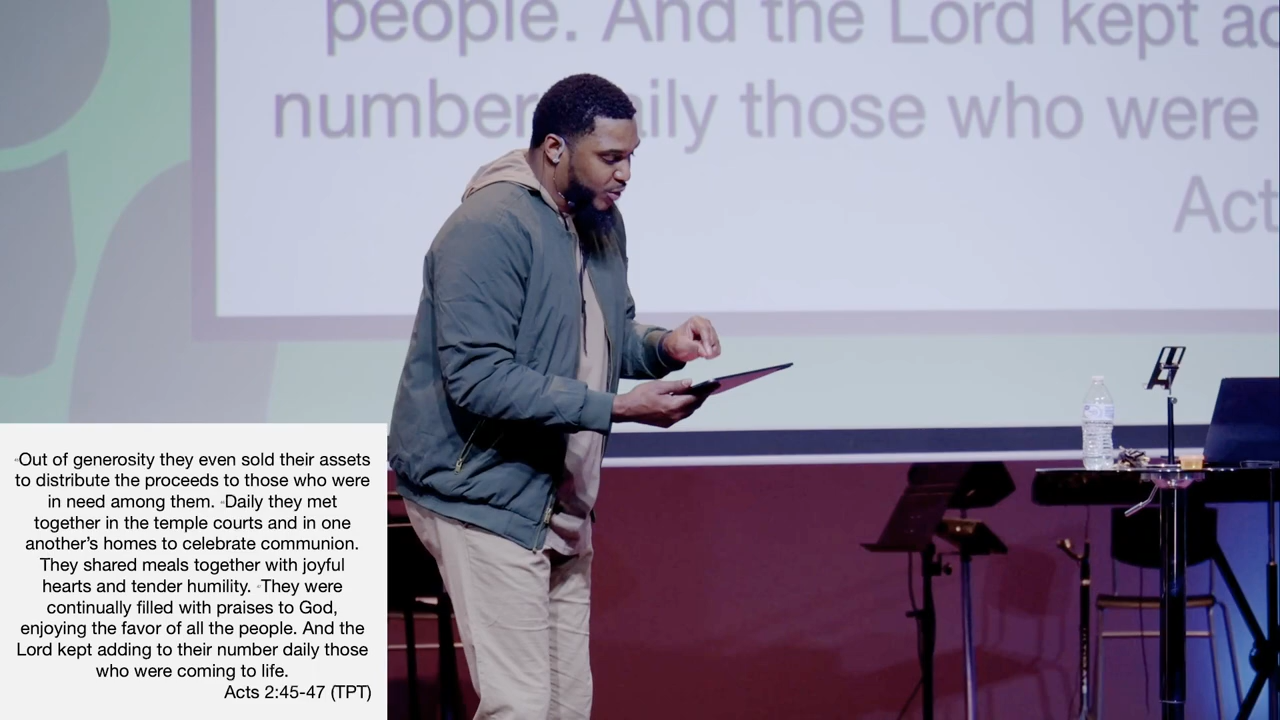 people. And the Lord kept ad
number daily those who were
Act
Out of generosity they even sold their assets
to distribute the proceeds to those who were
in need among them. Daily they met
together in the temple courts and in one
another’s homes to celebrate communion.
They shared meals together with joyful
hearts and tender humility. They were
continually filled with praises to God,
enjoying the favor of all the people. And the
Lord kept adding to their number daily those
who were coming to life.
Acts 2:45-47 (TPT)